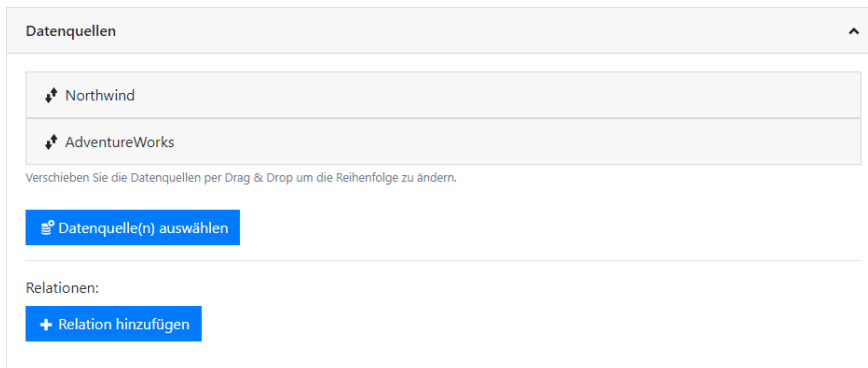 Datenquellen
Northwind
AdventureWorks
Verschieben Sie die Datenquellen per Drag & Drop um die Reihenfolge zu ändern.
Datenquelle(n) auswählen
Relationen:
Relation hinzufügen